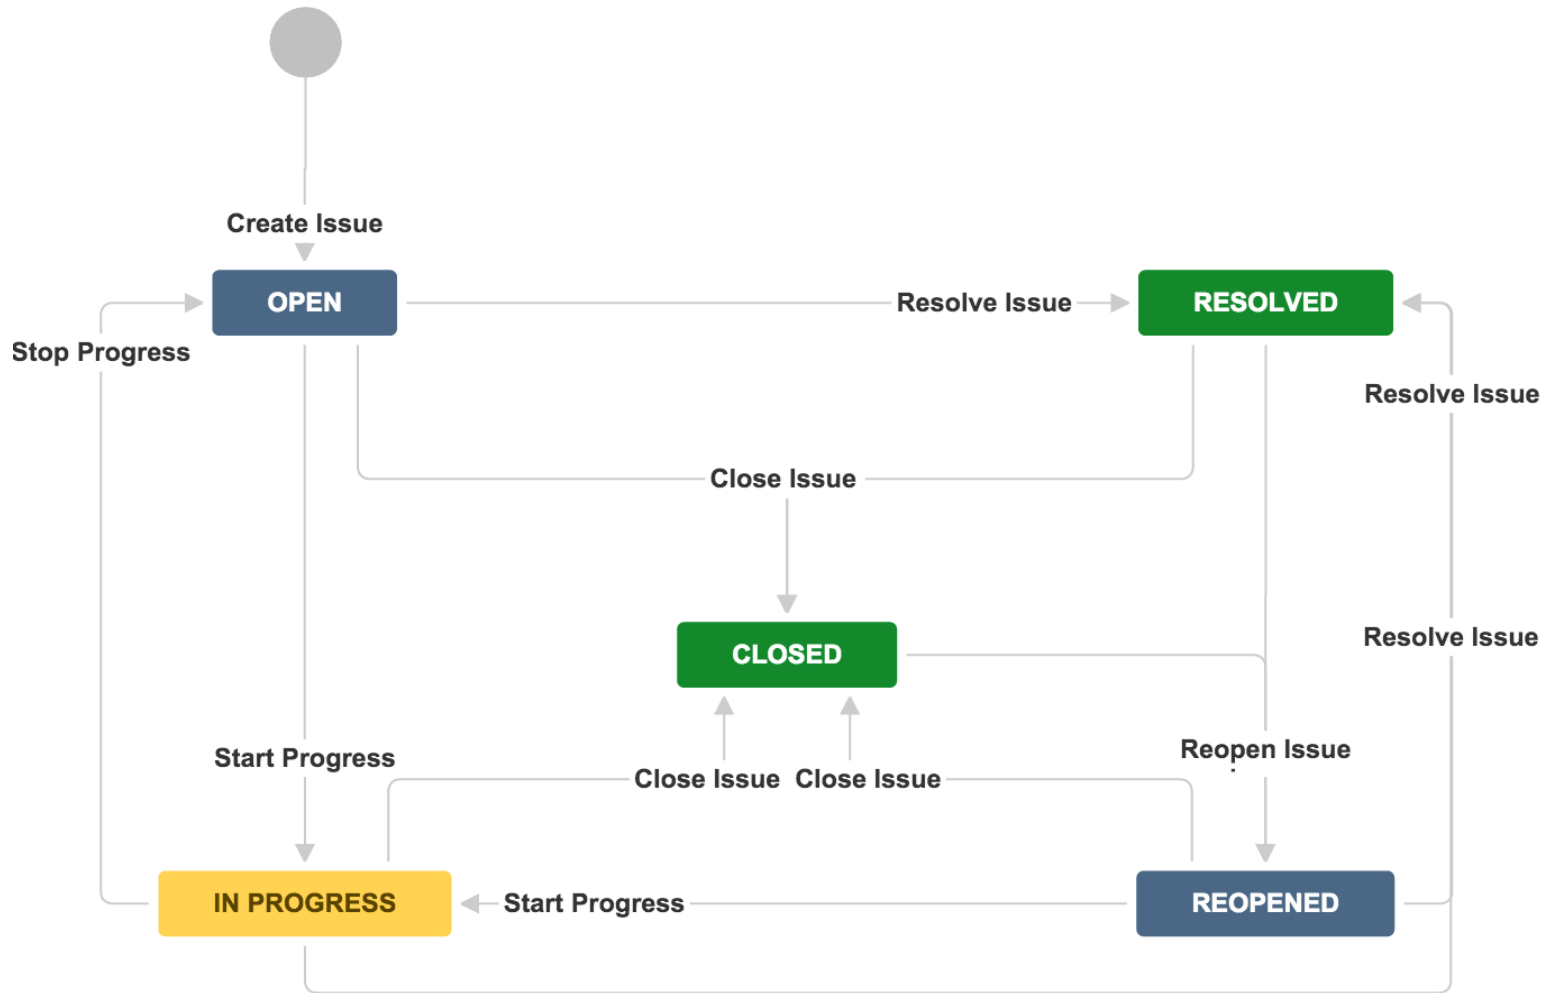 Create Issue
OPEN
Resolve Issue
RESOLVED
Stop Progress
Resolve Issue
Close Issue
Resolve Issue
CLOSED
Reopen Issue
Start Progress
Close Issue
Close Issue
IN PROGRESS
Start Progress
REOPENED